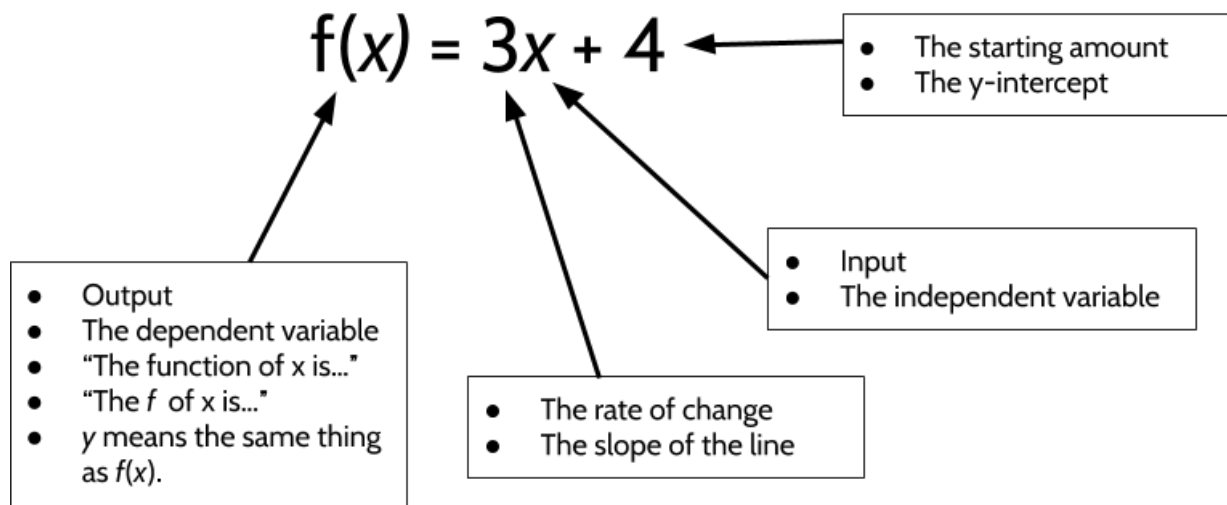 f(x) = 3x + 4
● The starting amount
● The y-intercept
● Input
● The independent variable
● Output
● The dependent variable
● “The function of x is...”
● “The f of x is...”
● y means the same thing
as f(x).
● The rate of change
● The slope of the line